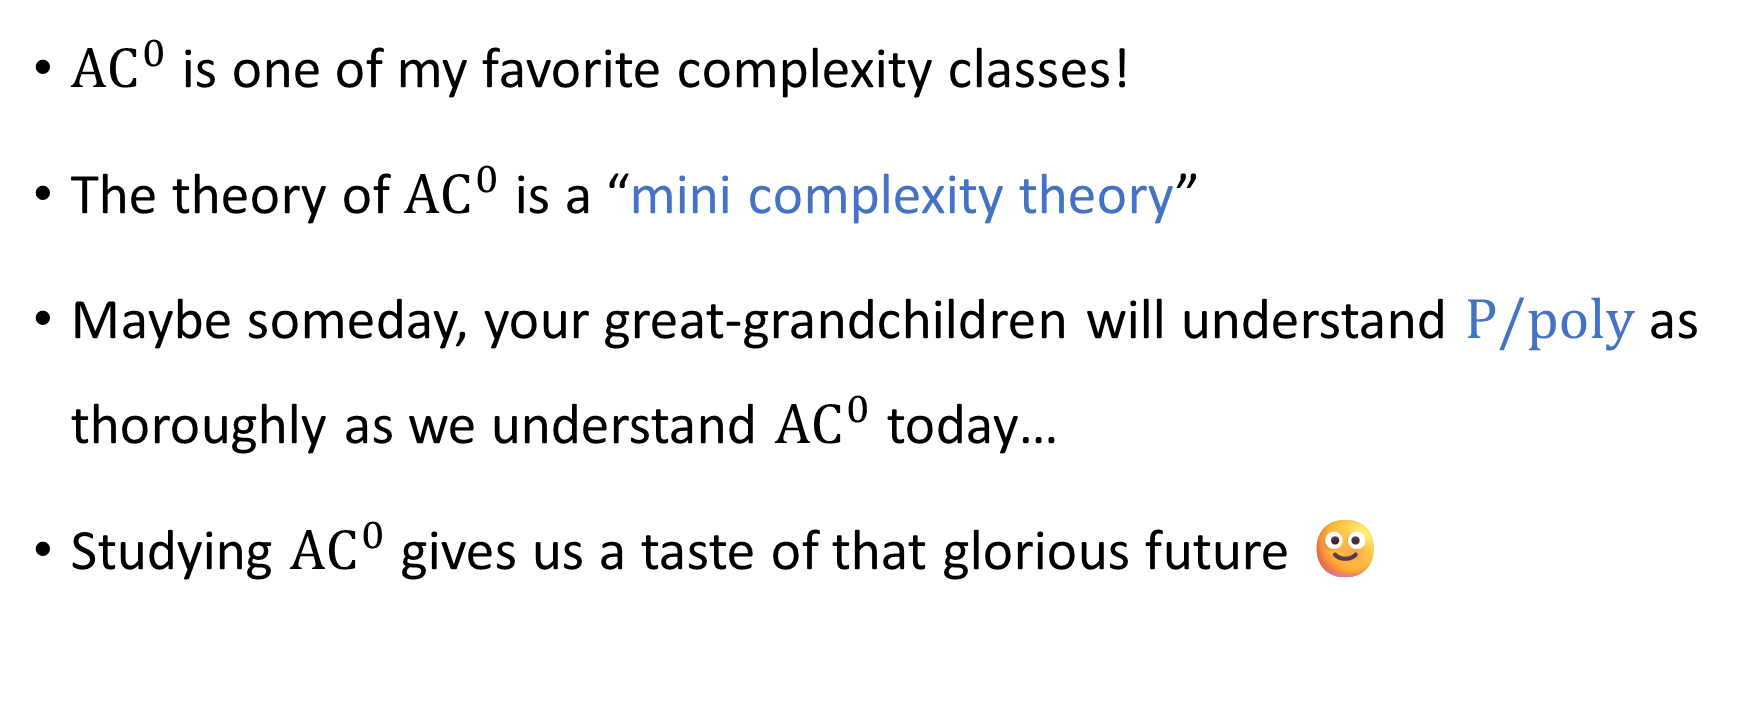 • AC⁰ is one of my favorite complexity classes!
• The theory of AC⁰ is a “mini complexity theory”
• Maybe someday, your great-grandchildren will understand P/poly as
thoroughly as we understand AC⁰ today…
• Studying AC⁰ gives us a taste of that glorious future 🙂